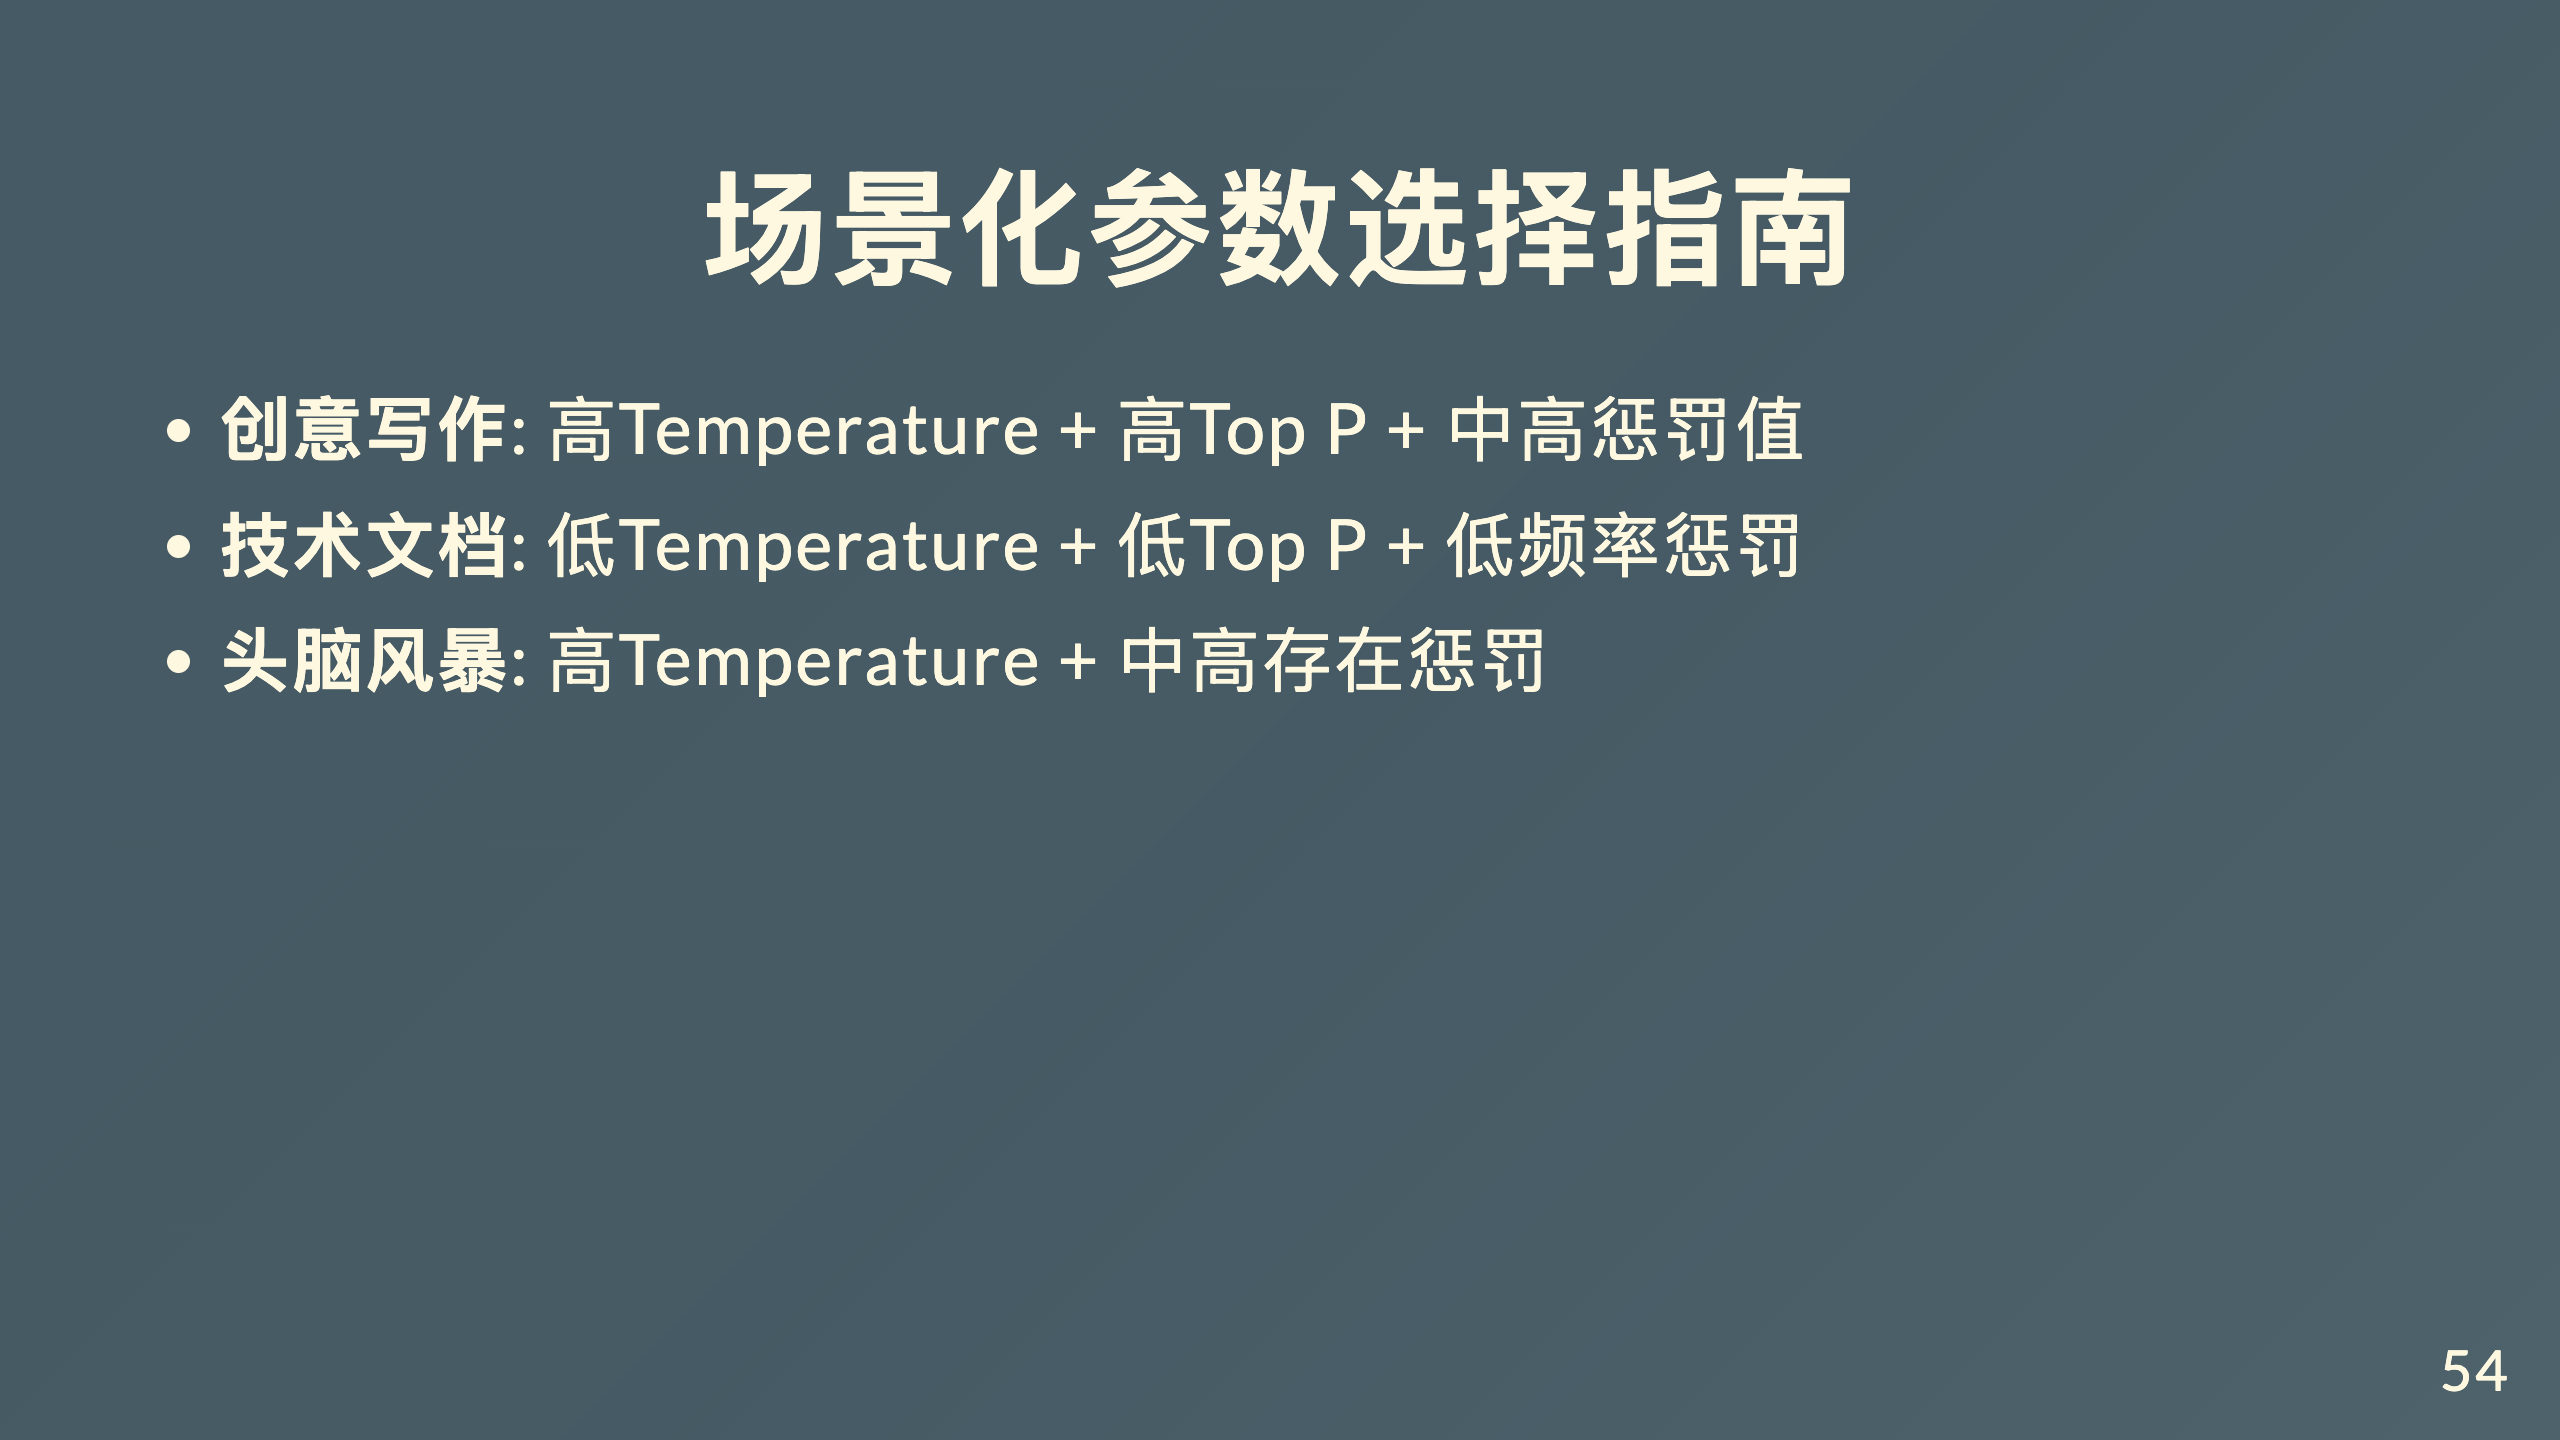 场景化参数选择指南
• 创意写作: 高Temperature + 高Top P + 中高惩罚值
• 技术文档: 低Temperature + 低Top P + 低频率惩罚
• 头脑风暴: 高Temperature + 中高存在惩罚
54